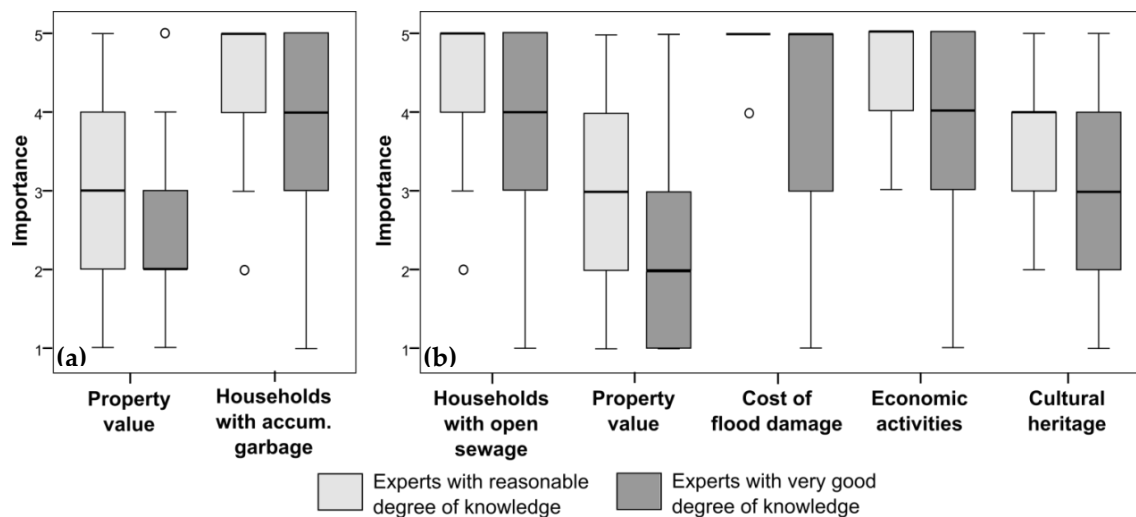 Importance
5
4
3
2
1
(a)
Property
value
Households
with accum.
garbage
Importance
5
4
3
2
1
(b)
Households
with open
sewage
Property
value
Cost of
flood damage
Economic
activities
Cultural
heritage
Experts with reasonable
degree of knowledge
Experts with very good
degree of knowledge